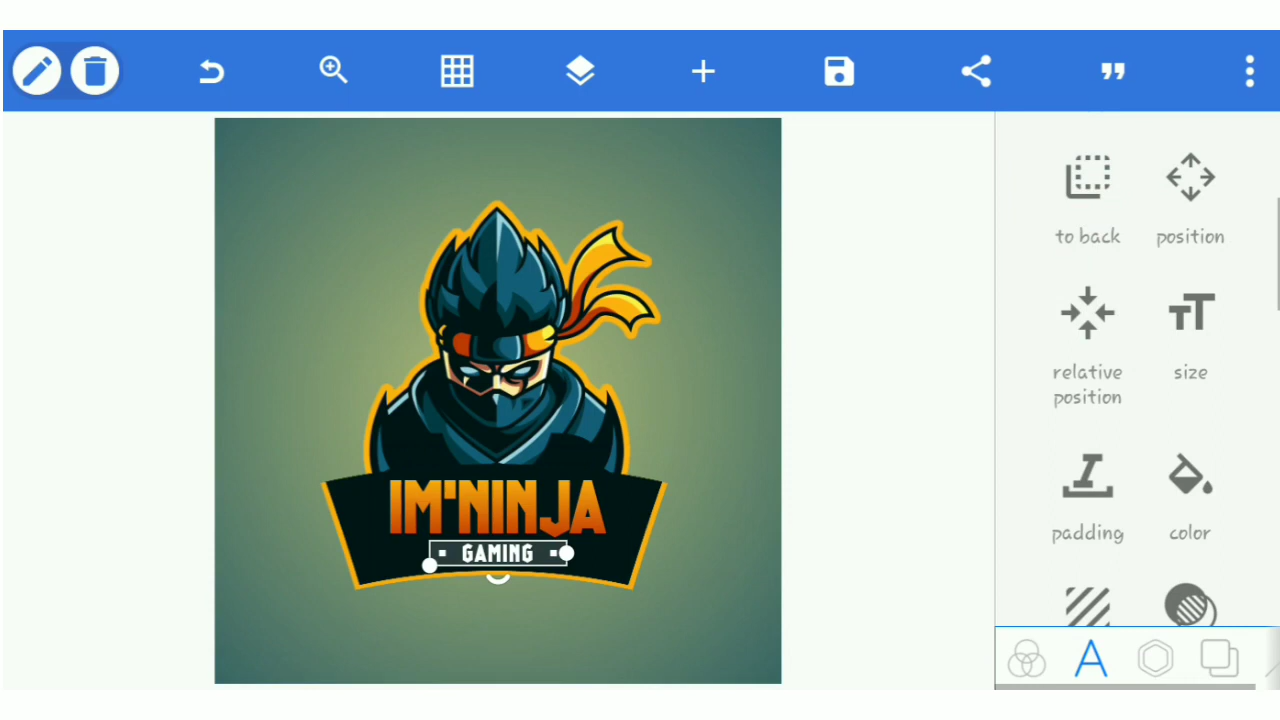 to back
position
relative
position
size
padding
color
IM'NINJA
▪ GAMING ▪